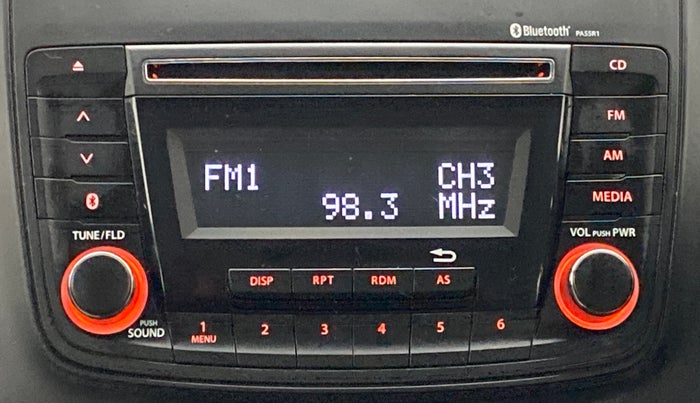 Bluetooth® PA5SR1
CD
FM
AM
MEDIA
FM1 CH3
98.3 MHz
TUNE/FLD
VOL PUSH PWR
DISP RPT RDM AS
PUSH
SOUND
1 2 3 4 5 6
MENU